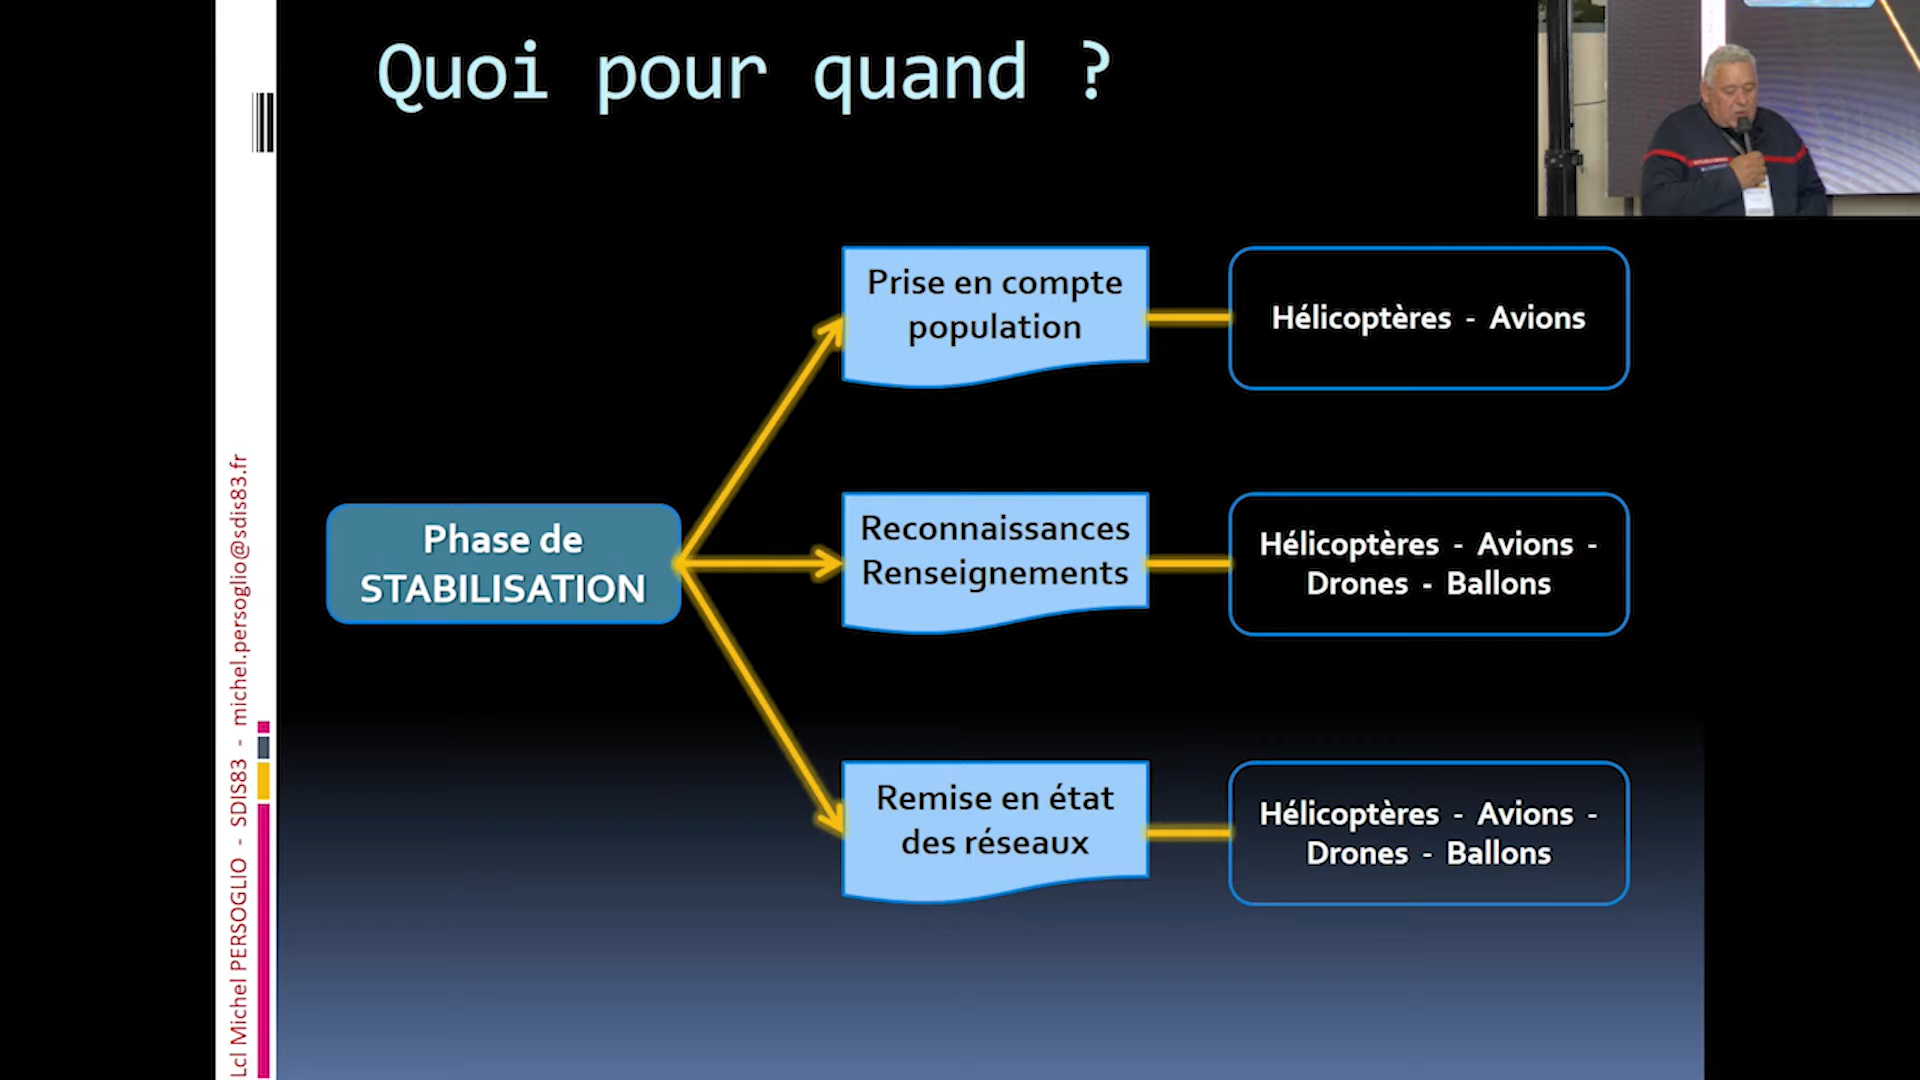 Quoi pour quand ?
Prise en compte
population
Hélicoptères - Avions
Phase de
STABILISATION
Reconnaissances
Renseignements
Hélicoptères - Avions -
Drones - Ballons
Remise en état
des réseaux
Hélicoptères - Avions -
Drones - Ballons
Lcl Michel PERSOGLIO - SDIS83 - michel.persoglio@sdis83.fr